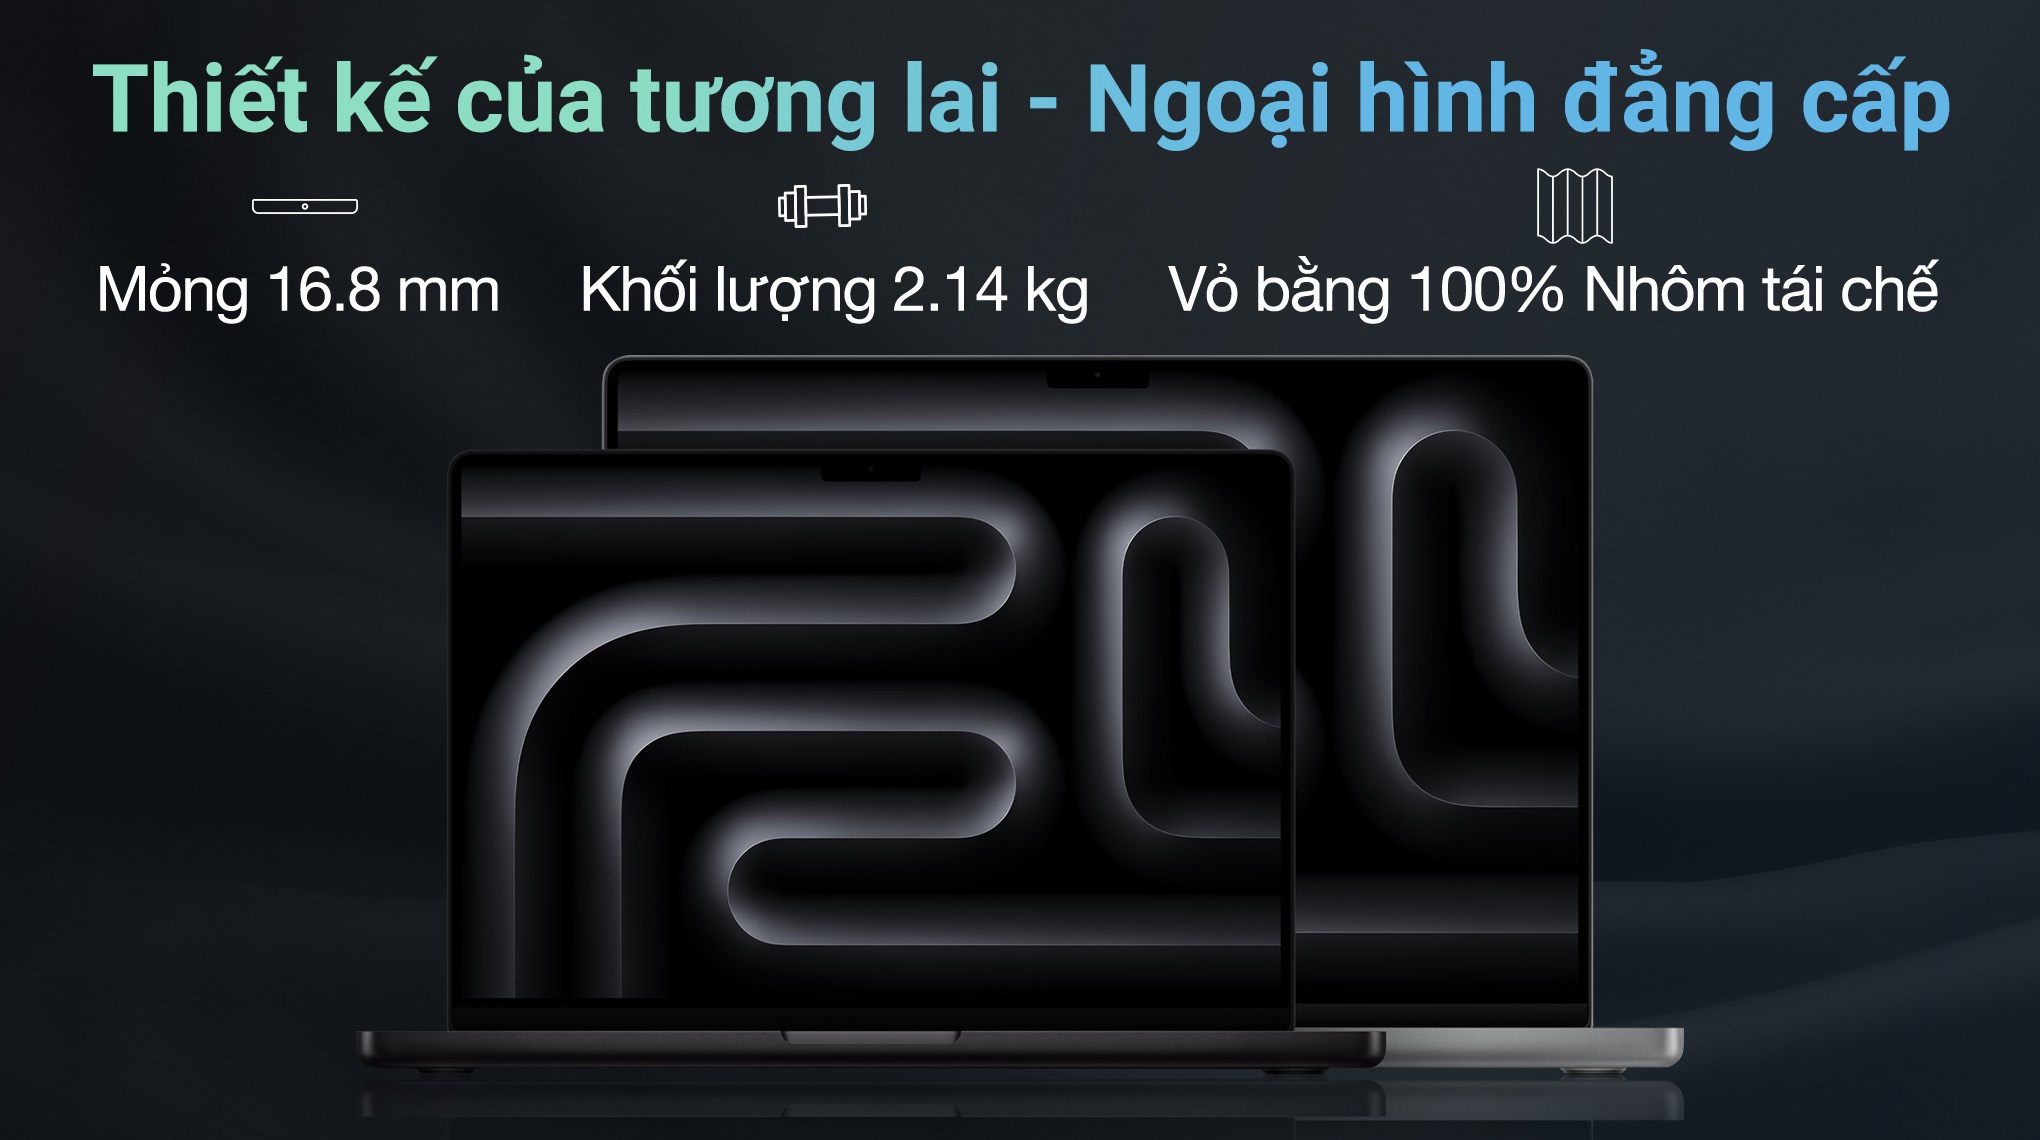 Thiết kế của tương lai - Ngoại hình đẳng cấp
Mỏng 16.8 mm
Khối lượng 2.14 kg
Vỏ bằng 100% Nhôm tái chế